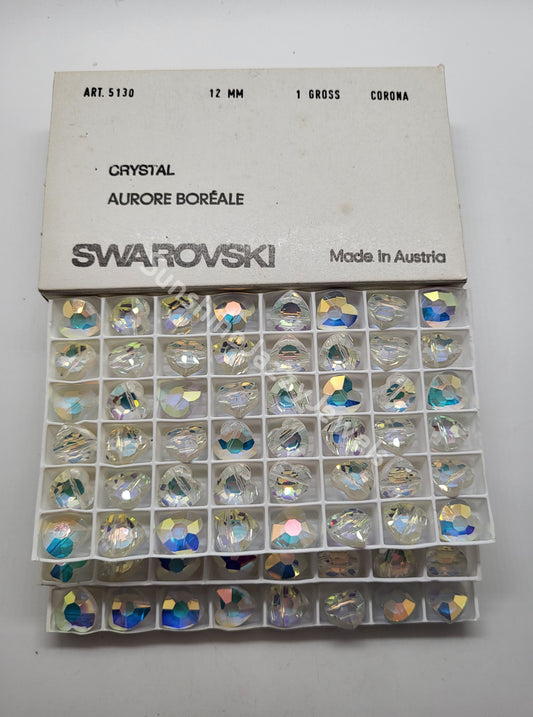 ART. 5130 12 MM 1 GROSS CORONA
CRYSTAL
AURORE BORÉALE
SWAROVSKI Made in Austria